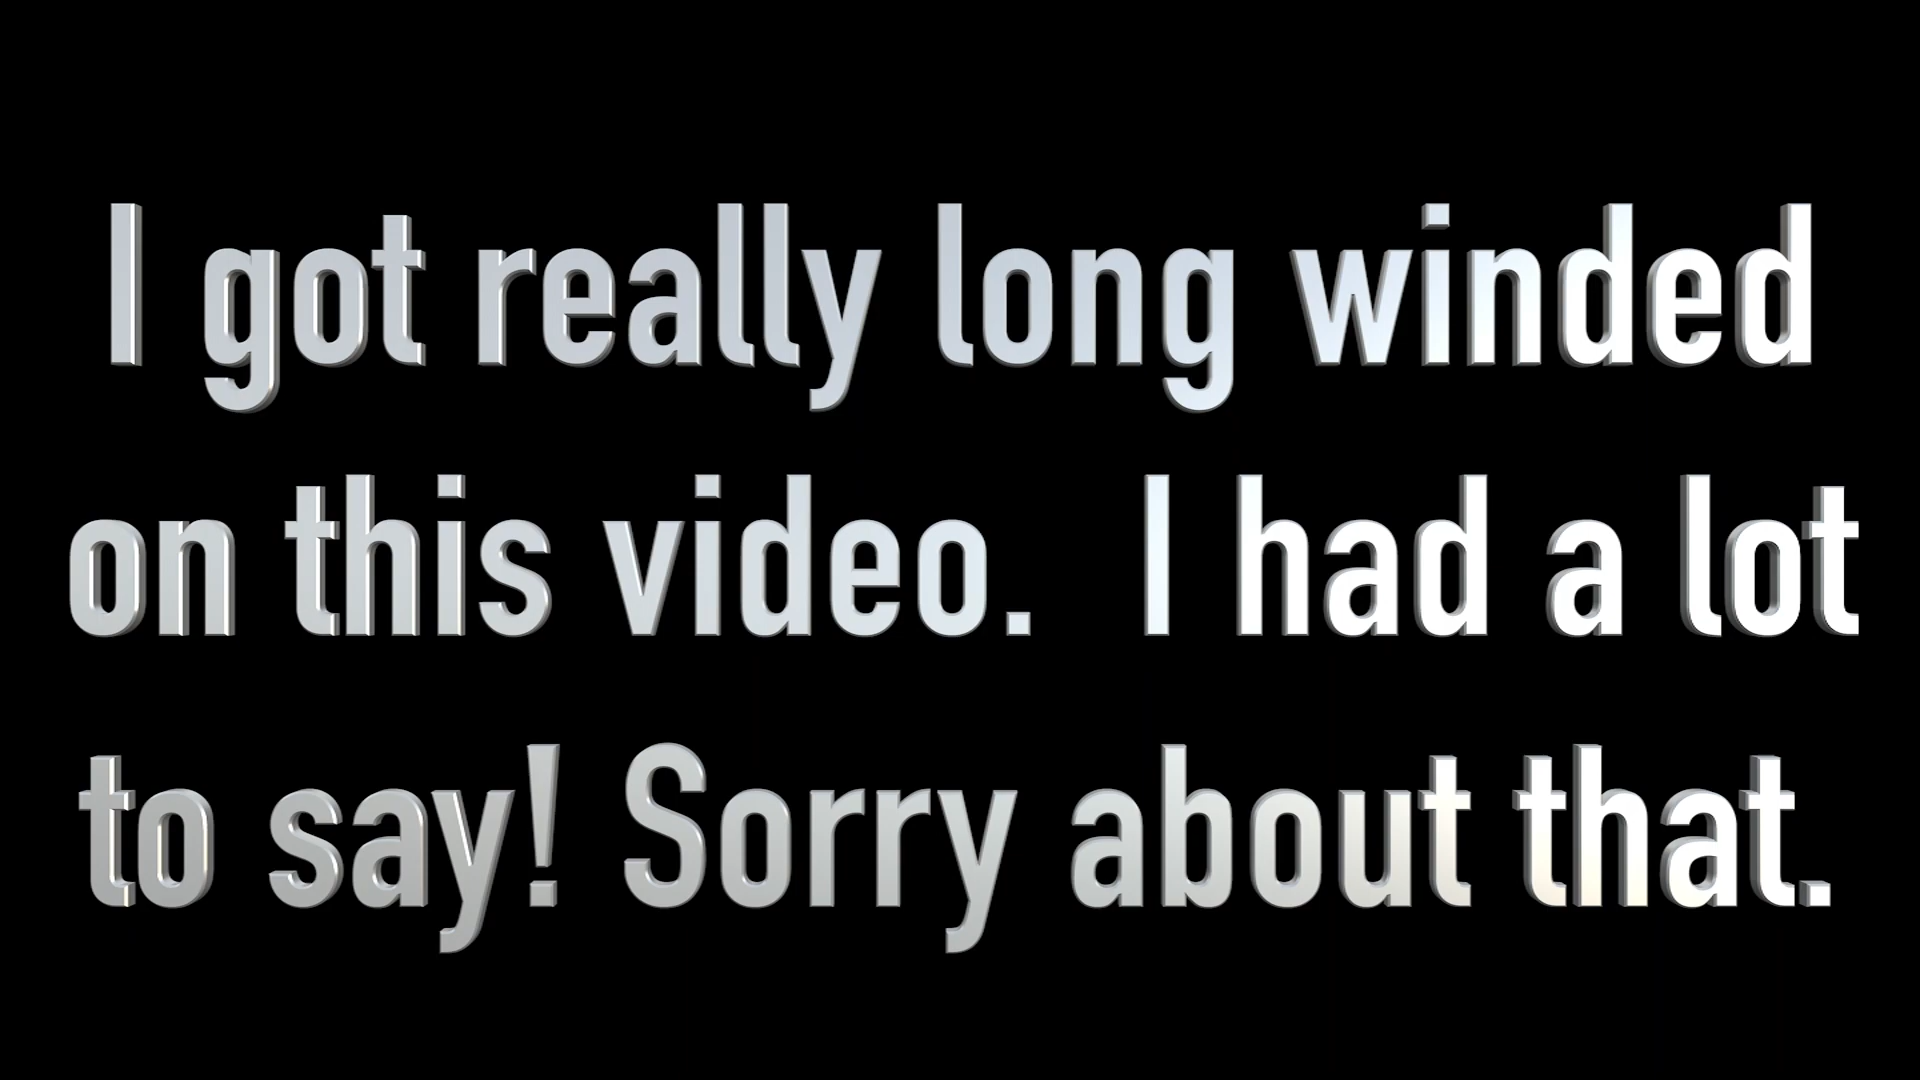 I got really long winded
on this video.  I had a lot
to say! Sorry about that.